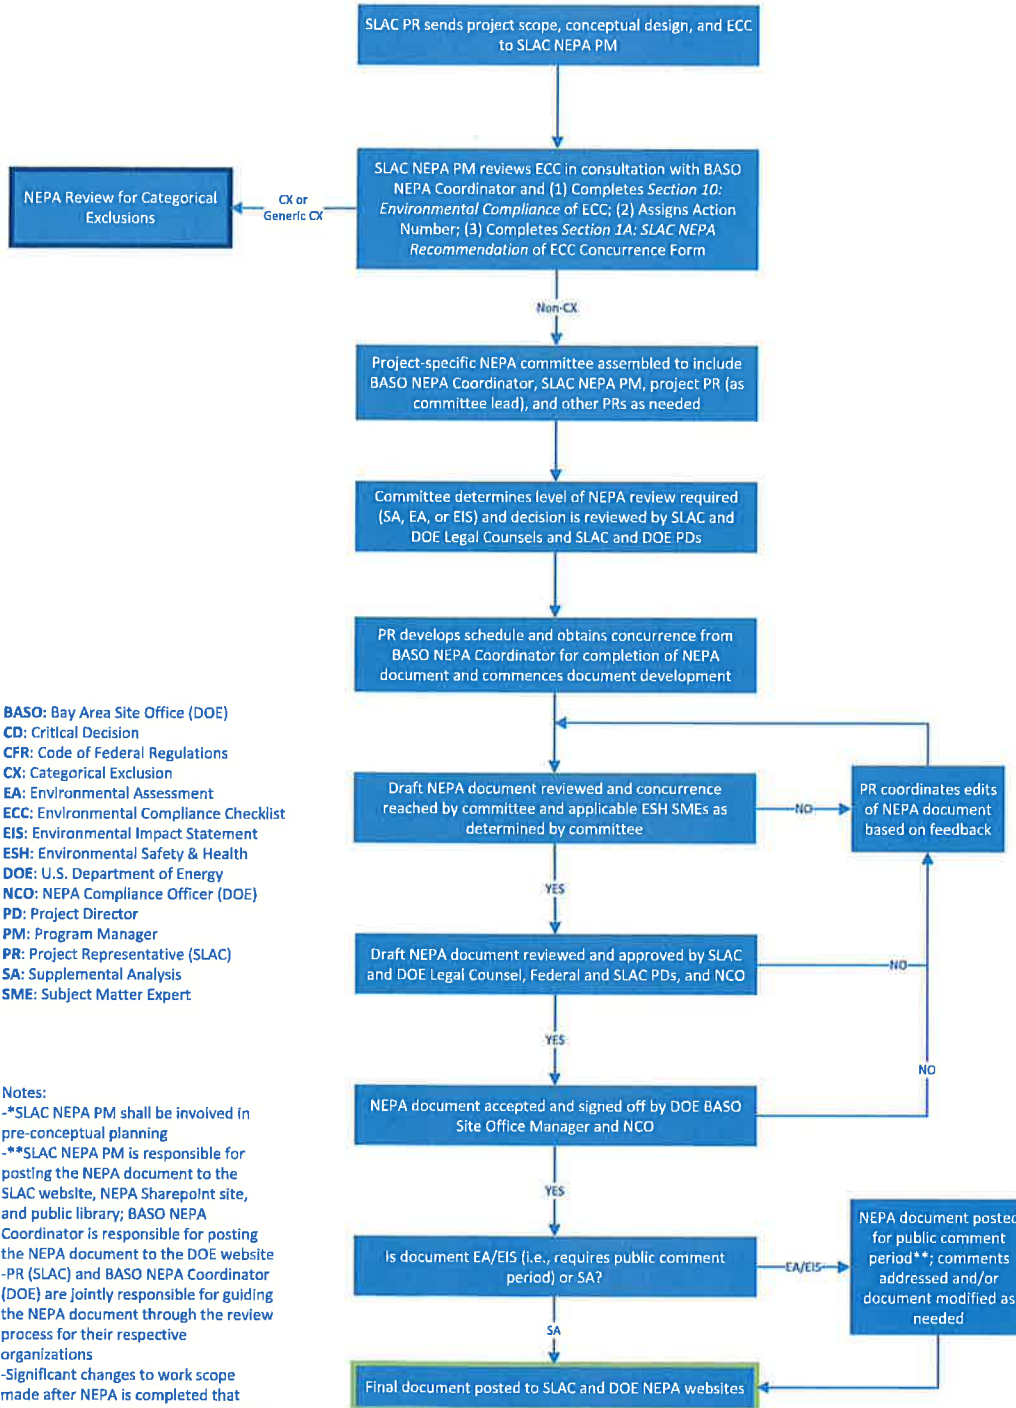 SLAC PR sends project scope, conceptual design, and ECC
to SLAC NEPA PM
SLAC NEPA PM reviews ECC in consultation with BASO
NEPA Coordinator and (1) Completes Section 10:
Environmental Compliance of ECC; (2) Assigns Action
Number; (3) Completes Section 1A: SLAC NEPA
Recommendation of ECC Concurrence Form
CX or
Generic CX
NEPA Review for Categorical
Exclusions
Non-CX
Project-specific NEPA committee assembled to include
BASO NEPA Coordinator, SLAC NEPA PM, project PR (as
committee lead), and other PRs as needed
Committee determines level of NEPA review required
(SA, EA, or EIS) and decision is reviewed by SLAC and
DOE Legal Counsels and SLAC and DOE PDs
PR develops schedule and obtains concurrence from
BASO NEPA Coordinator for completion of NEPA
document and commences document development
Draft NEPA document reviewed and concurrence
reached by committee and applicable ESH SMEs as
determined by committee
NO
PR coordinates edits
of NEPA document
based on feedback
YES
Draft NEPA document reviewed and approved by SLAC
and DOE Legal Counsel, Federal and SLAC PDs, and NCO
NO
YES
NEPA document accepted and signed off by DOE BASO
Site Office Manager and NCO
NO
YES
Is document EA/EIS (i.e., requires public comment
period) or SA?
EA/EIS
NEPA document posted
for public comment
period**; comments
addressed and/or
document modified as
needed
SA
Final document posted to SLAC and DOE NEPA websites
BASO: Bay Area Site Office (DOE)
CD: Critical Decision
CFR: Code of Federal Regulations
CX: Categorical Exclusion
EA: Environmental Assessment
ECC: Environmental Compliance Checklist
EIS: Environmental Impact Statement
ESH: Environmental Safety & Health
DOE: U.S. Department of Energy
NCO: NEPA Compliance Officer (DOE)
PD: Project Director
PM: Program Manager
PR: Project Representative (SLAC)
SA: Supplemental Analysis
SME: Subject Matter Expert
Notes:
-*SLAC NEPA PM shall be involved in
pre-conceptual planning
-**SLAC NEPA PM is responsible for
posting the NEPA document to the
SLAC website, NEPA Sharepoint site,
and public library; BASO NEPA
Coordinator is responsible for posting
the NEPA document to the DOE website
-PR (SLAC) and BASO NEPA Coordinator
(DOE) are jointly responsible for guiding
the NEPA document through the review
process for their respective
organizations
-Significant changes to work scope
made after NEPA is completed that